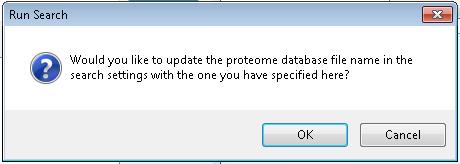 Run Search
Would you like to update the proteome database file name in the
search settings with the one you have specified here?
OK
Cancel